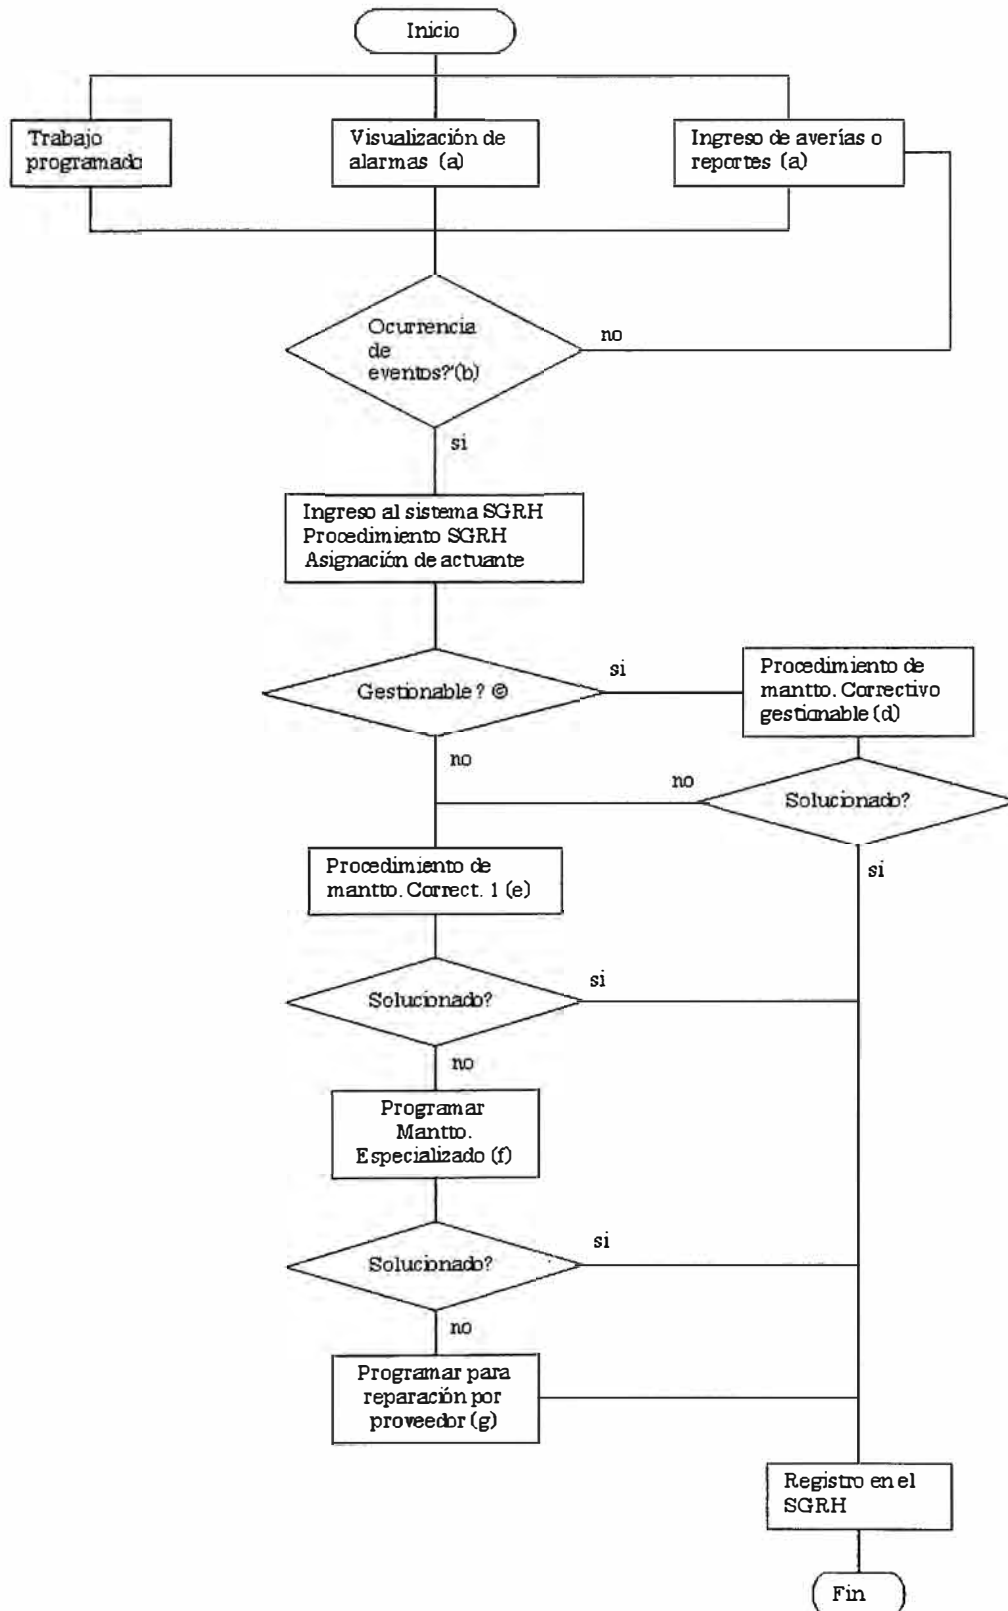 Inicio
Trabajo
programado
Visualización de
alarmas (a)
Ingreso de averías o
reportes (a)
Ocurrencia
de
eventos?'(b)
no
si
Ingreso al sistema SGRH
Procedimiento SGRH
Asignación de actuante
Gestionable? ©
si
Procedimiento de
mantto. Correctivo
gestionable (d)
no
no
Solucionado?
si
Procedimiento de
mantto. Correct. 1 (e)
Solucionado?
si
no
Programar
Mantto.
Especializado (f)
Solucionado?
si
no
Programar para
reparación por
proveedor (g)
Registro en el
SGRH
Fin